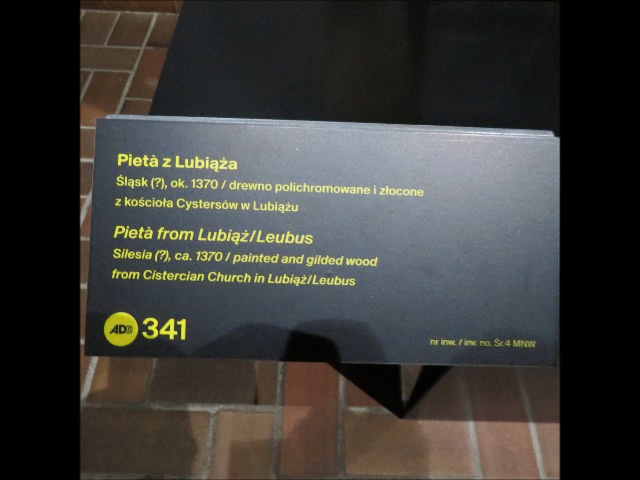 Pietà z Lubiąża
Śląsk (?), ok. 1370 / drewno polichromowane i złocone
z kościoła Cystersów w Lubiążu
Pietà from Lubiąż/Leubus
Silesia (?), ca. 1370 / painted and gilded wood
from Cistercian Church in Lubiąż/Leubus
AD 341
nr inw. / inv. no. Śr.4 MNW